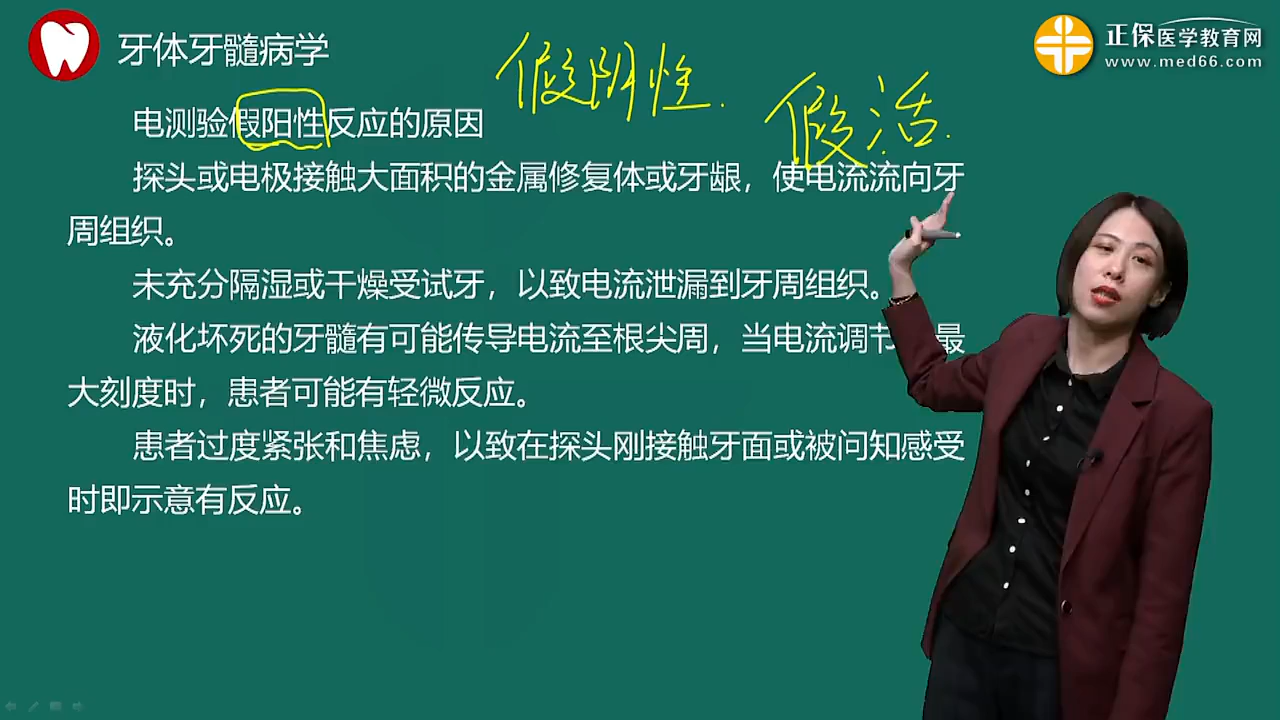 牙体牙髓病学
正保医学教育网
www.med66.com
假阴性.
假活.
电测验假阳性反应的原因
探头或电极接触大面积的金属修复体或牙龈，使电流流向牙
周组织。
未充分隔湿或干燥受试牙，以致电流泄漏到牙周组织。
液化坏死的牙髓有可能传导电流至根尖周，当电流调节 最
大刻度时，患者可能有轻微反应。
患者过度紧张和焦虑，以致在探头刚接触牙面或被问知感受
时即示意有反应。